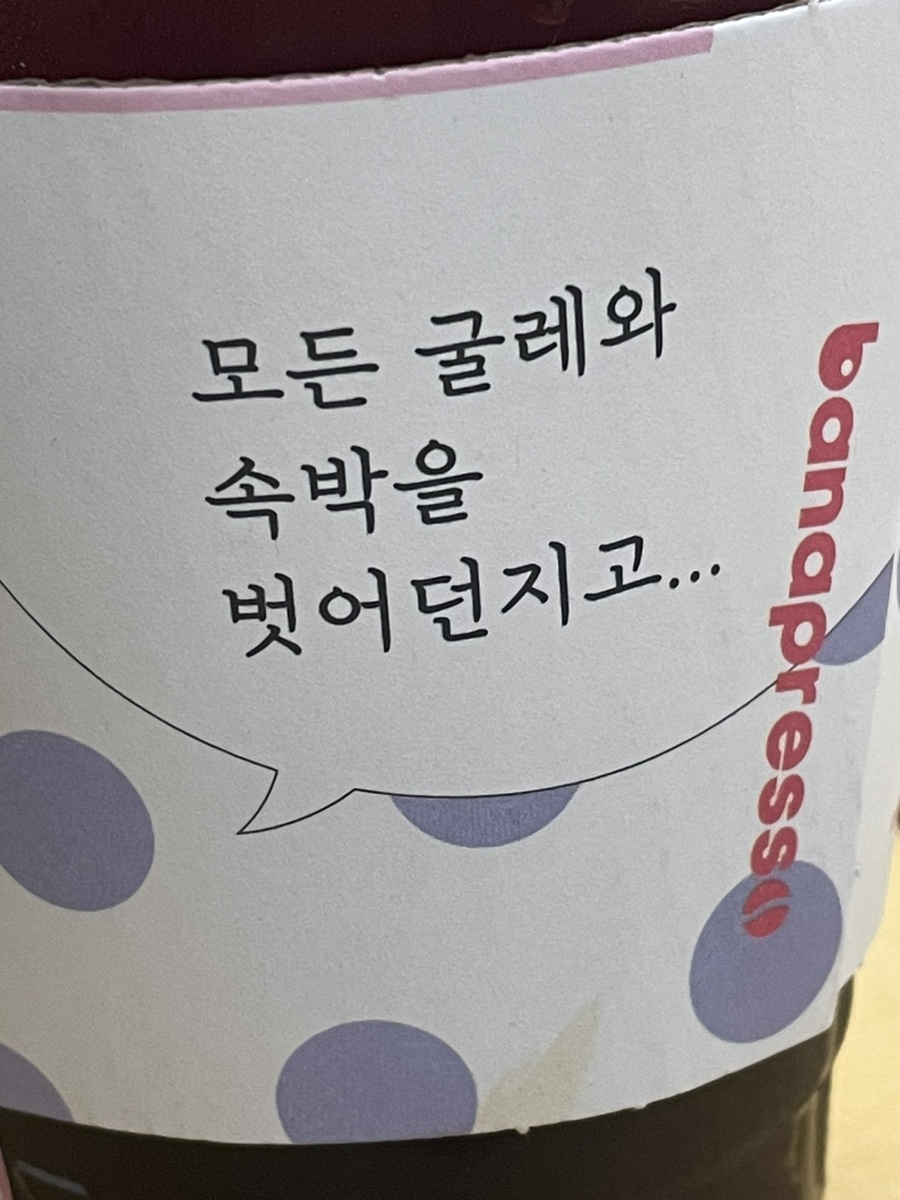 모든 굴레와
속박을
벗어던지고...
banapresso